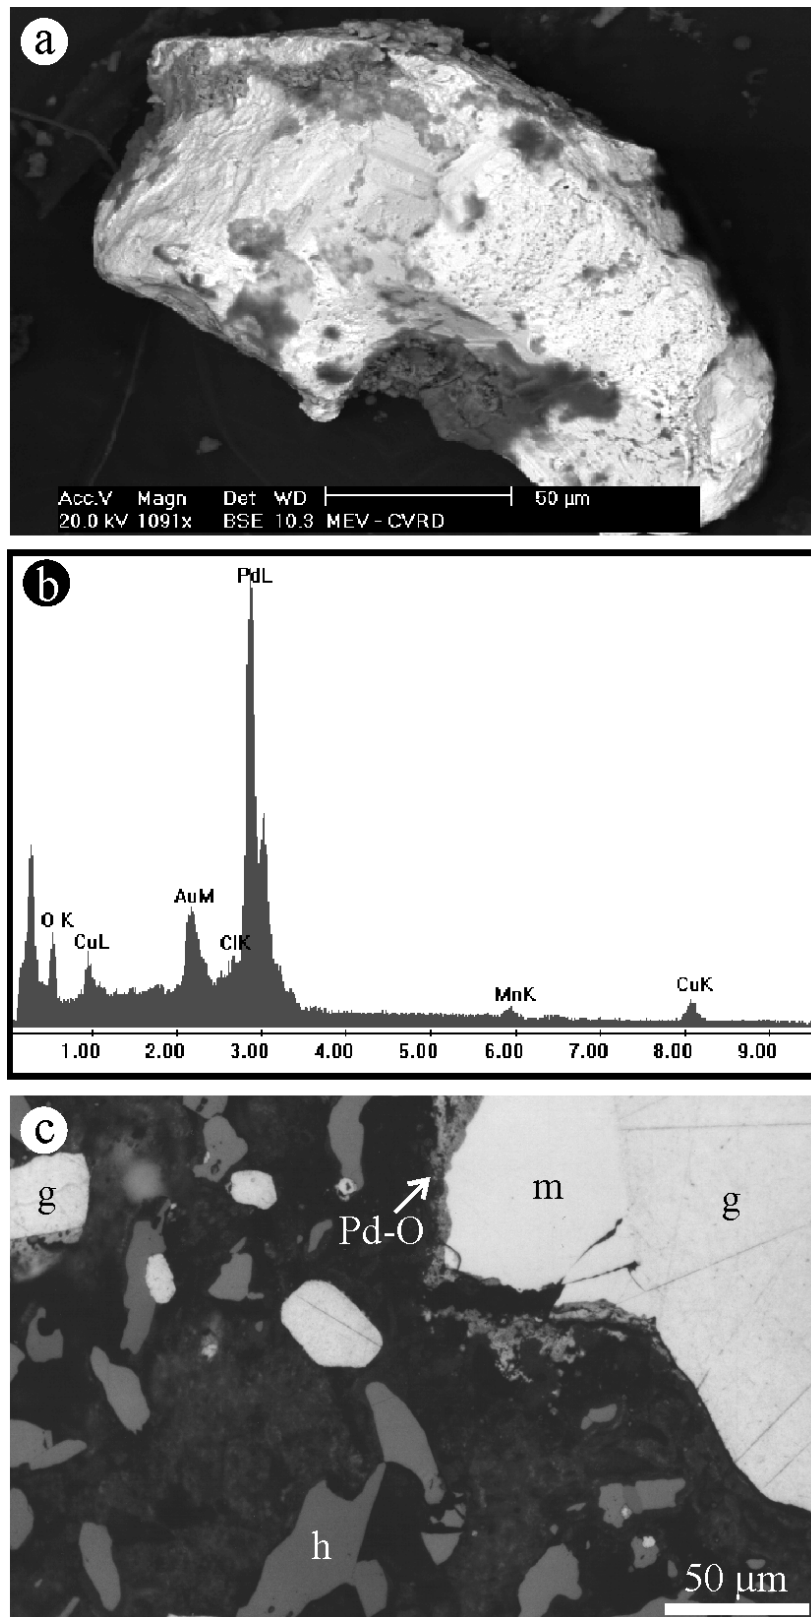 a
Acc.V Magn Det WD 50 µm
20.0 kV 1091x BSE 10.3 MEV - CVRD
b
PdL
O K
CuL
AuM
ClK
MnK
CuK
1.00 2.00 3.00 4.00 5.00 6.00 7.00 8.00 9.00
c
g
m
g
Pd-O
h
50 µm